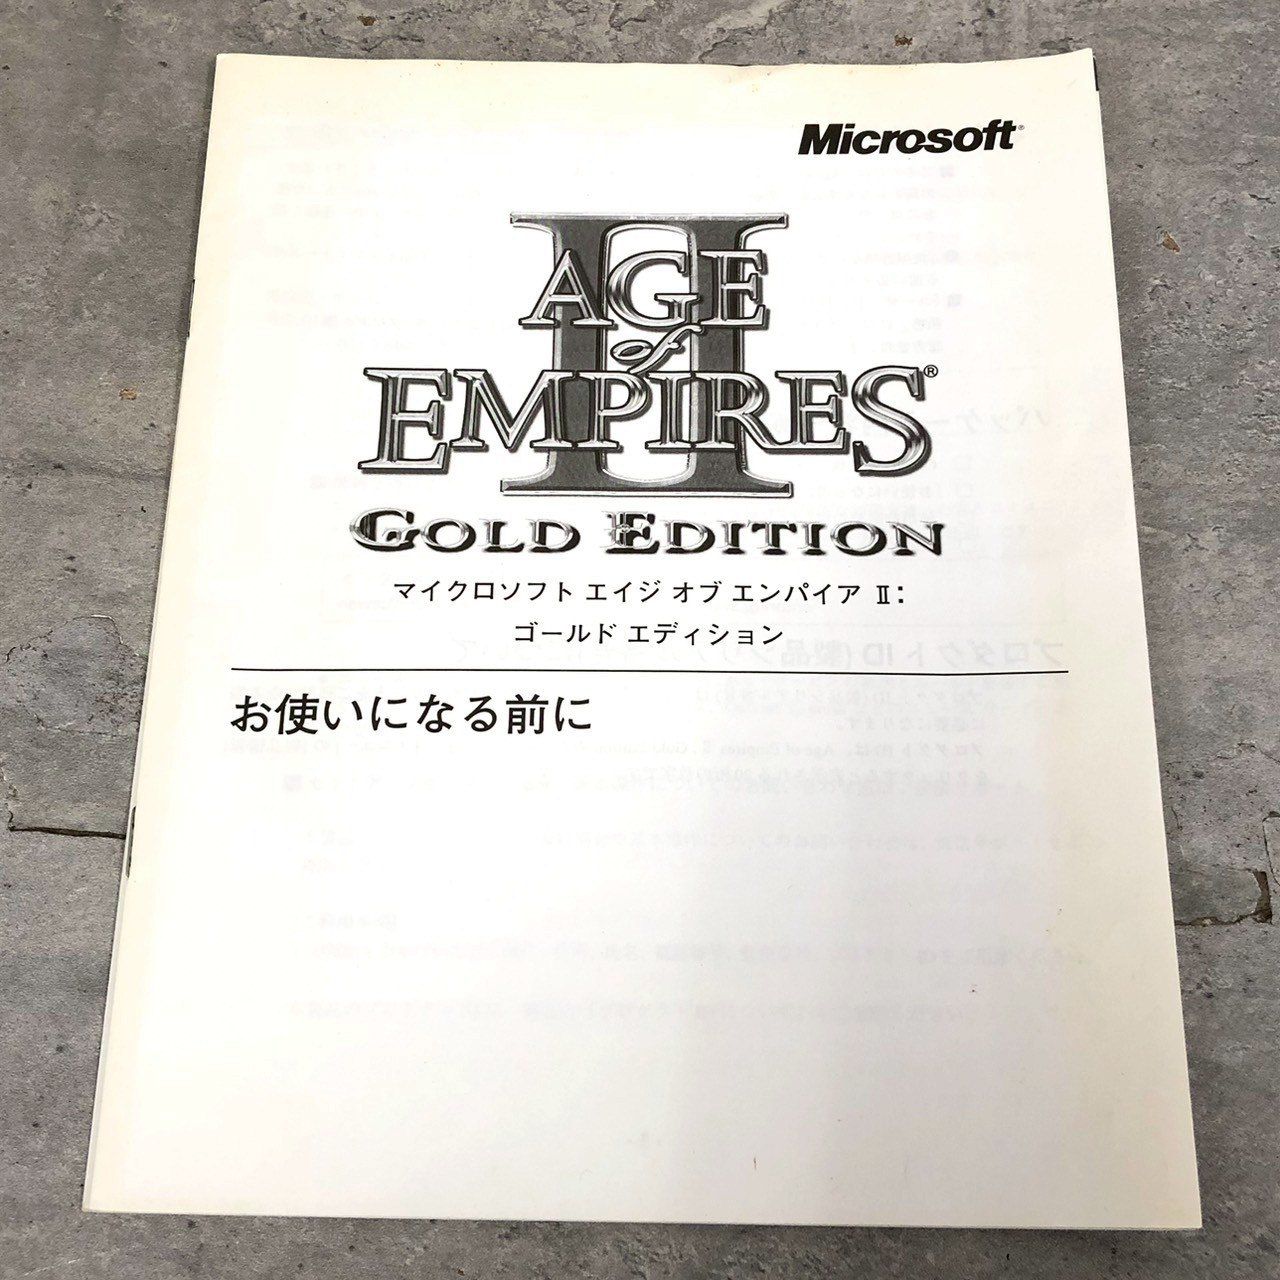 Microsoft®
AGE
of
EMPIRES®
II
GOLD EDITION
マイクロソフト エイジ オブ エンパイア II:
ゴールド エディション
お使いになる前に